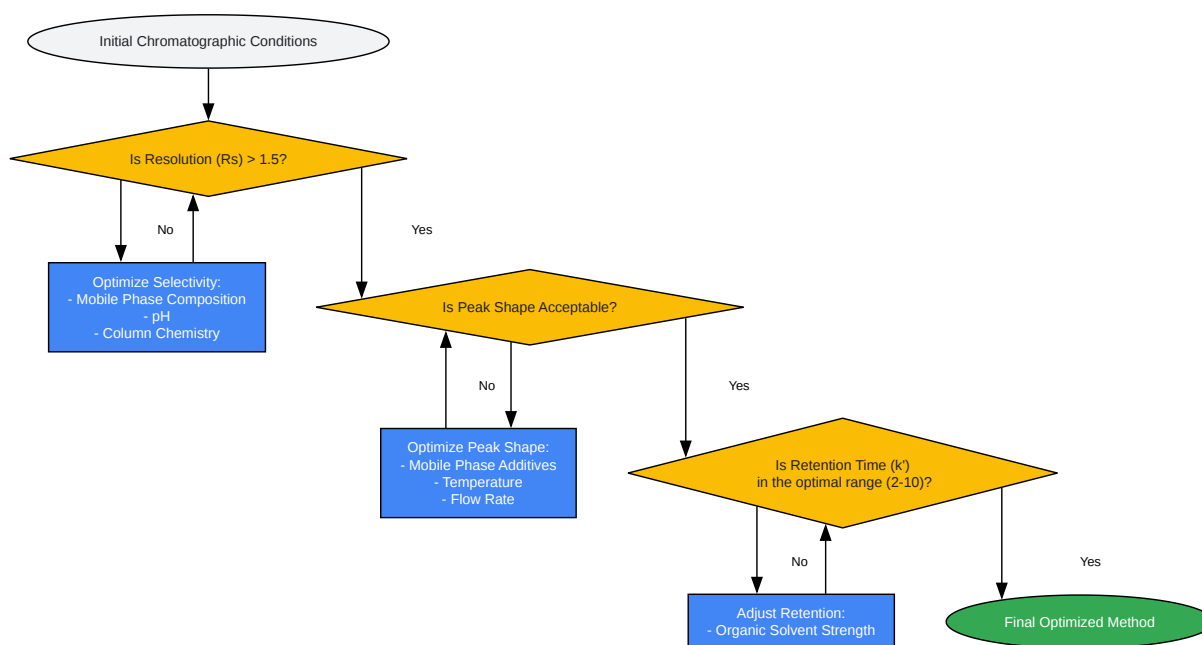 Initial Chromatographic Conditions
Is Resolution (Rs) > 1.5?
No
Yes
Optimize Selectivity:
- Mobile Phase Composition
- pH
- Column Chemistry
Is Peak Shape Acceptable?
No
Yes
Optimize Peak Shape:
- Mobile Phase Additives
- Temperature
- Flow Rate
Is Retention Time (k')
in the optimal range (2-10)?
No
Yes
Adjust Retention:
- Organic Solvent Strength
Final Optimized Method